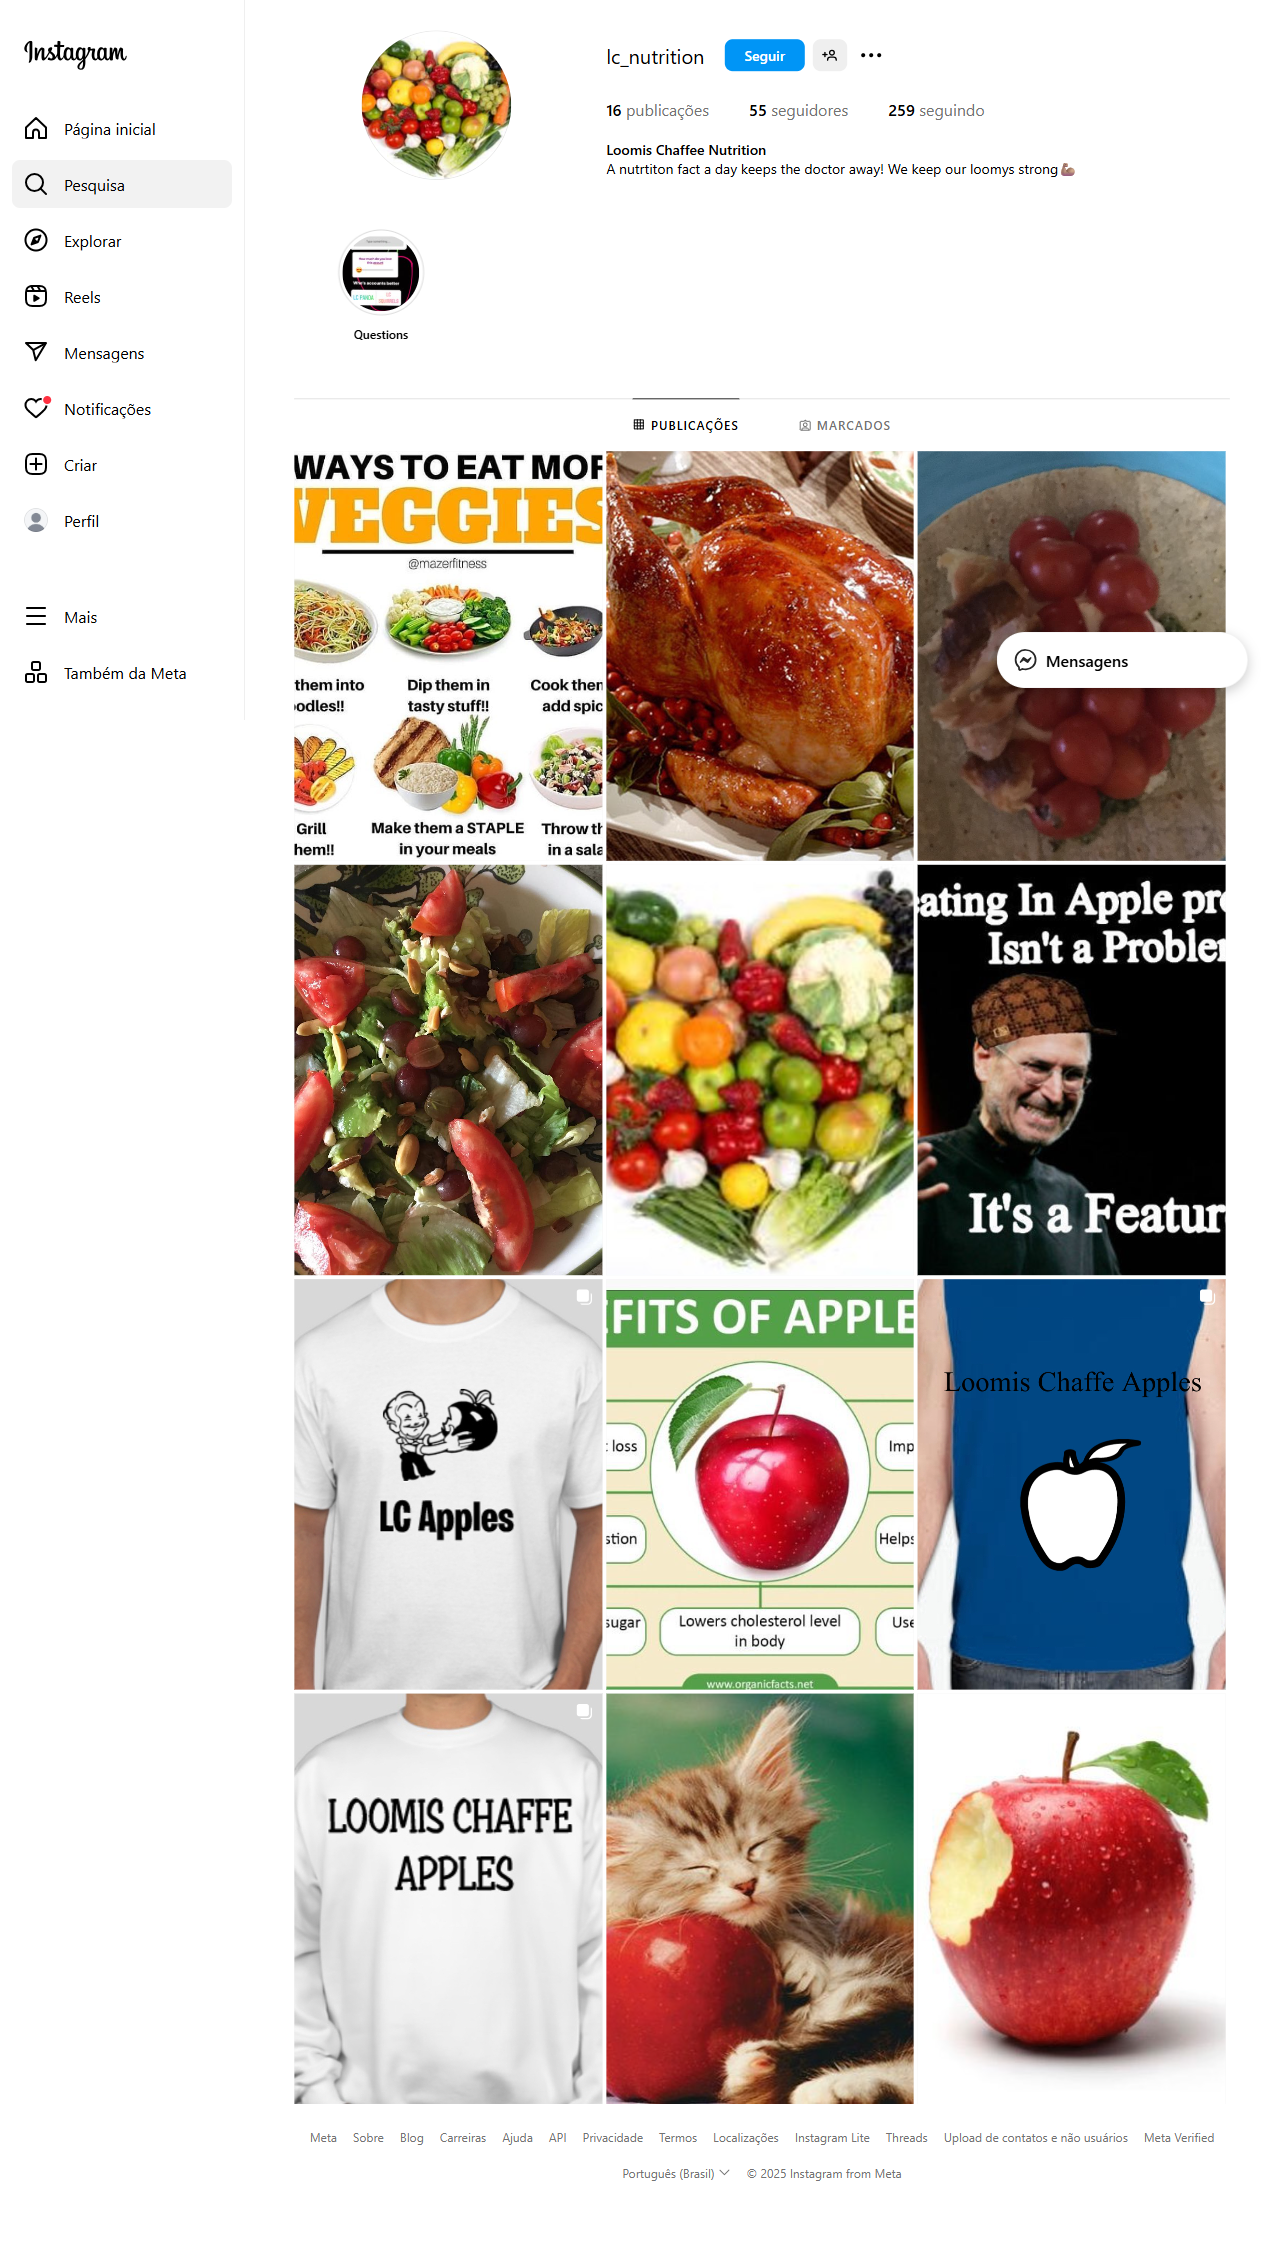 Instagram
Página inicial
Pesquisa
Explorar
Reels
Mensagens
Notificações
Criar
Perfil
Mais
Também da Meta
lc_nutrition
Seguir
16 publicações 55 seguidores 259 seguindo
Loomis Chaffee Nutrition
A nutrtiton fact a day keeps the doctor away! We keep our loomys strong💪🏽
Questions
PUBLICAÇÕES MARCADOS
WAYS TO EAT MOR
VEGGIES
@mazerfitness
them into
oodles!!
Dip them in
tasty stuff!!
Cook then
add spic
Grill
hem!!
Make them a STAPLE
in your meals
Throw th
in a sala
Mensagens
eating In Apple pro
Isn't a Problem
It's a Featur
LC Apples
EFITS OF APPLE
t loss
Imp
stion
Helps
sugar
Lowers cholesterol level
in body
Use
www.organicfacts.net
Loomis Chaffe Apples
LOOMIS CHAFFE
APPLES
Meta Sobre Blog Carreiras Ajuda API Privacidade Termos Localizações Instagram Lite Threads Upload de contatos e não usuários Meta Verified
Português (Brasil) © 2025 Instagram from Meta